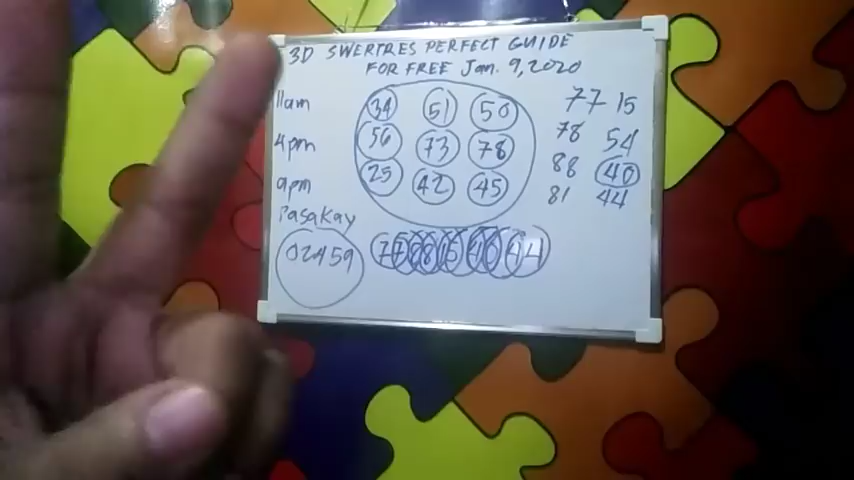 3D SWERTRES PERFECT GUIDE
FOR FREE Jan. 9, 2020
11am 34 51 50 77 15
4pm 56 73 78 78 54
9pm 25 42 45 88 40
Pasakay 81 44
02459